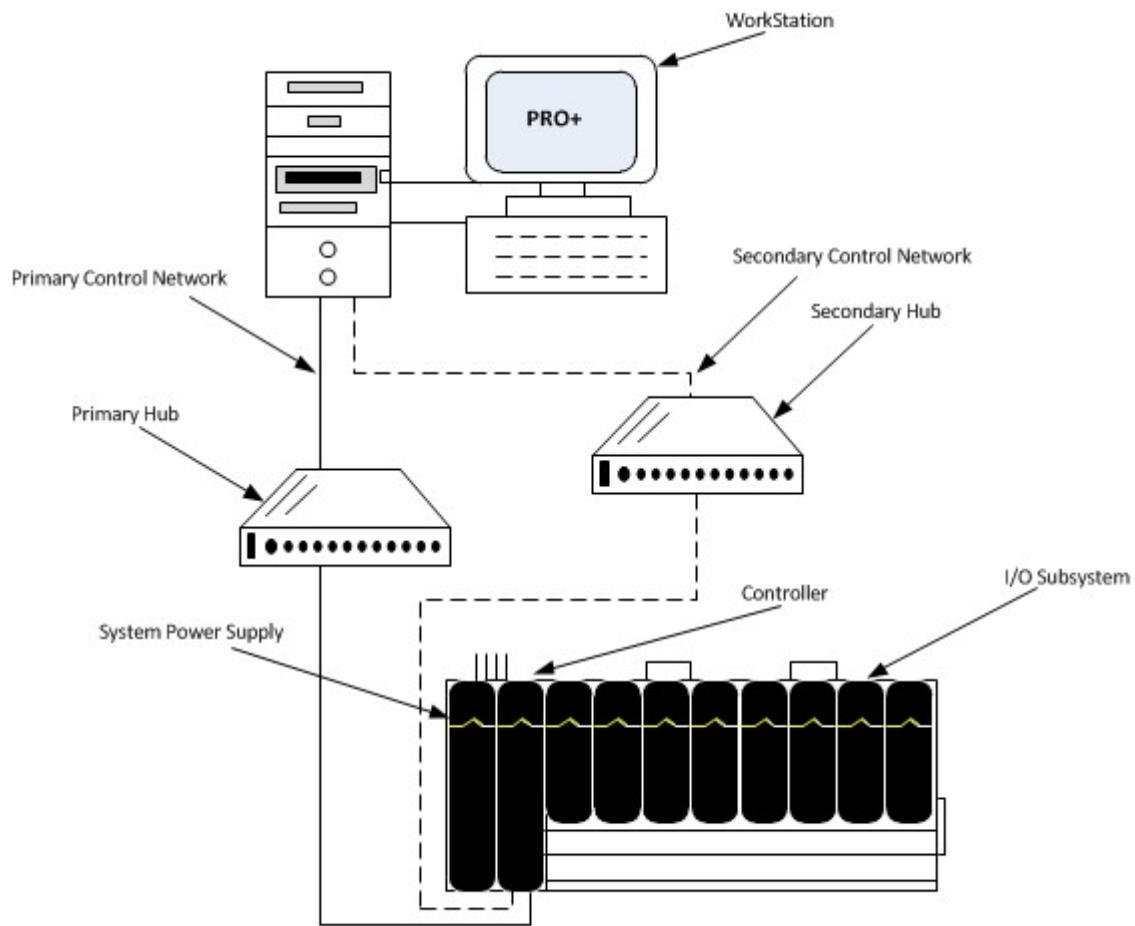 WorkStation
PRO+
Primary Control Network
Secondary Control Network
Secondary Hub
Primary Hub
I/O Subsystem
Controller
System Power Supply